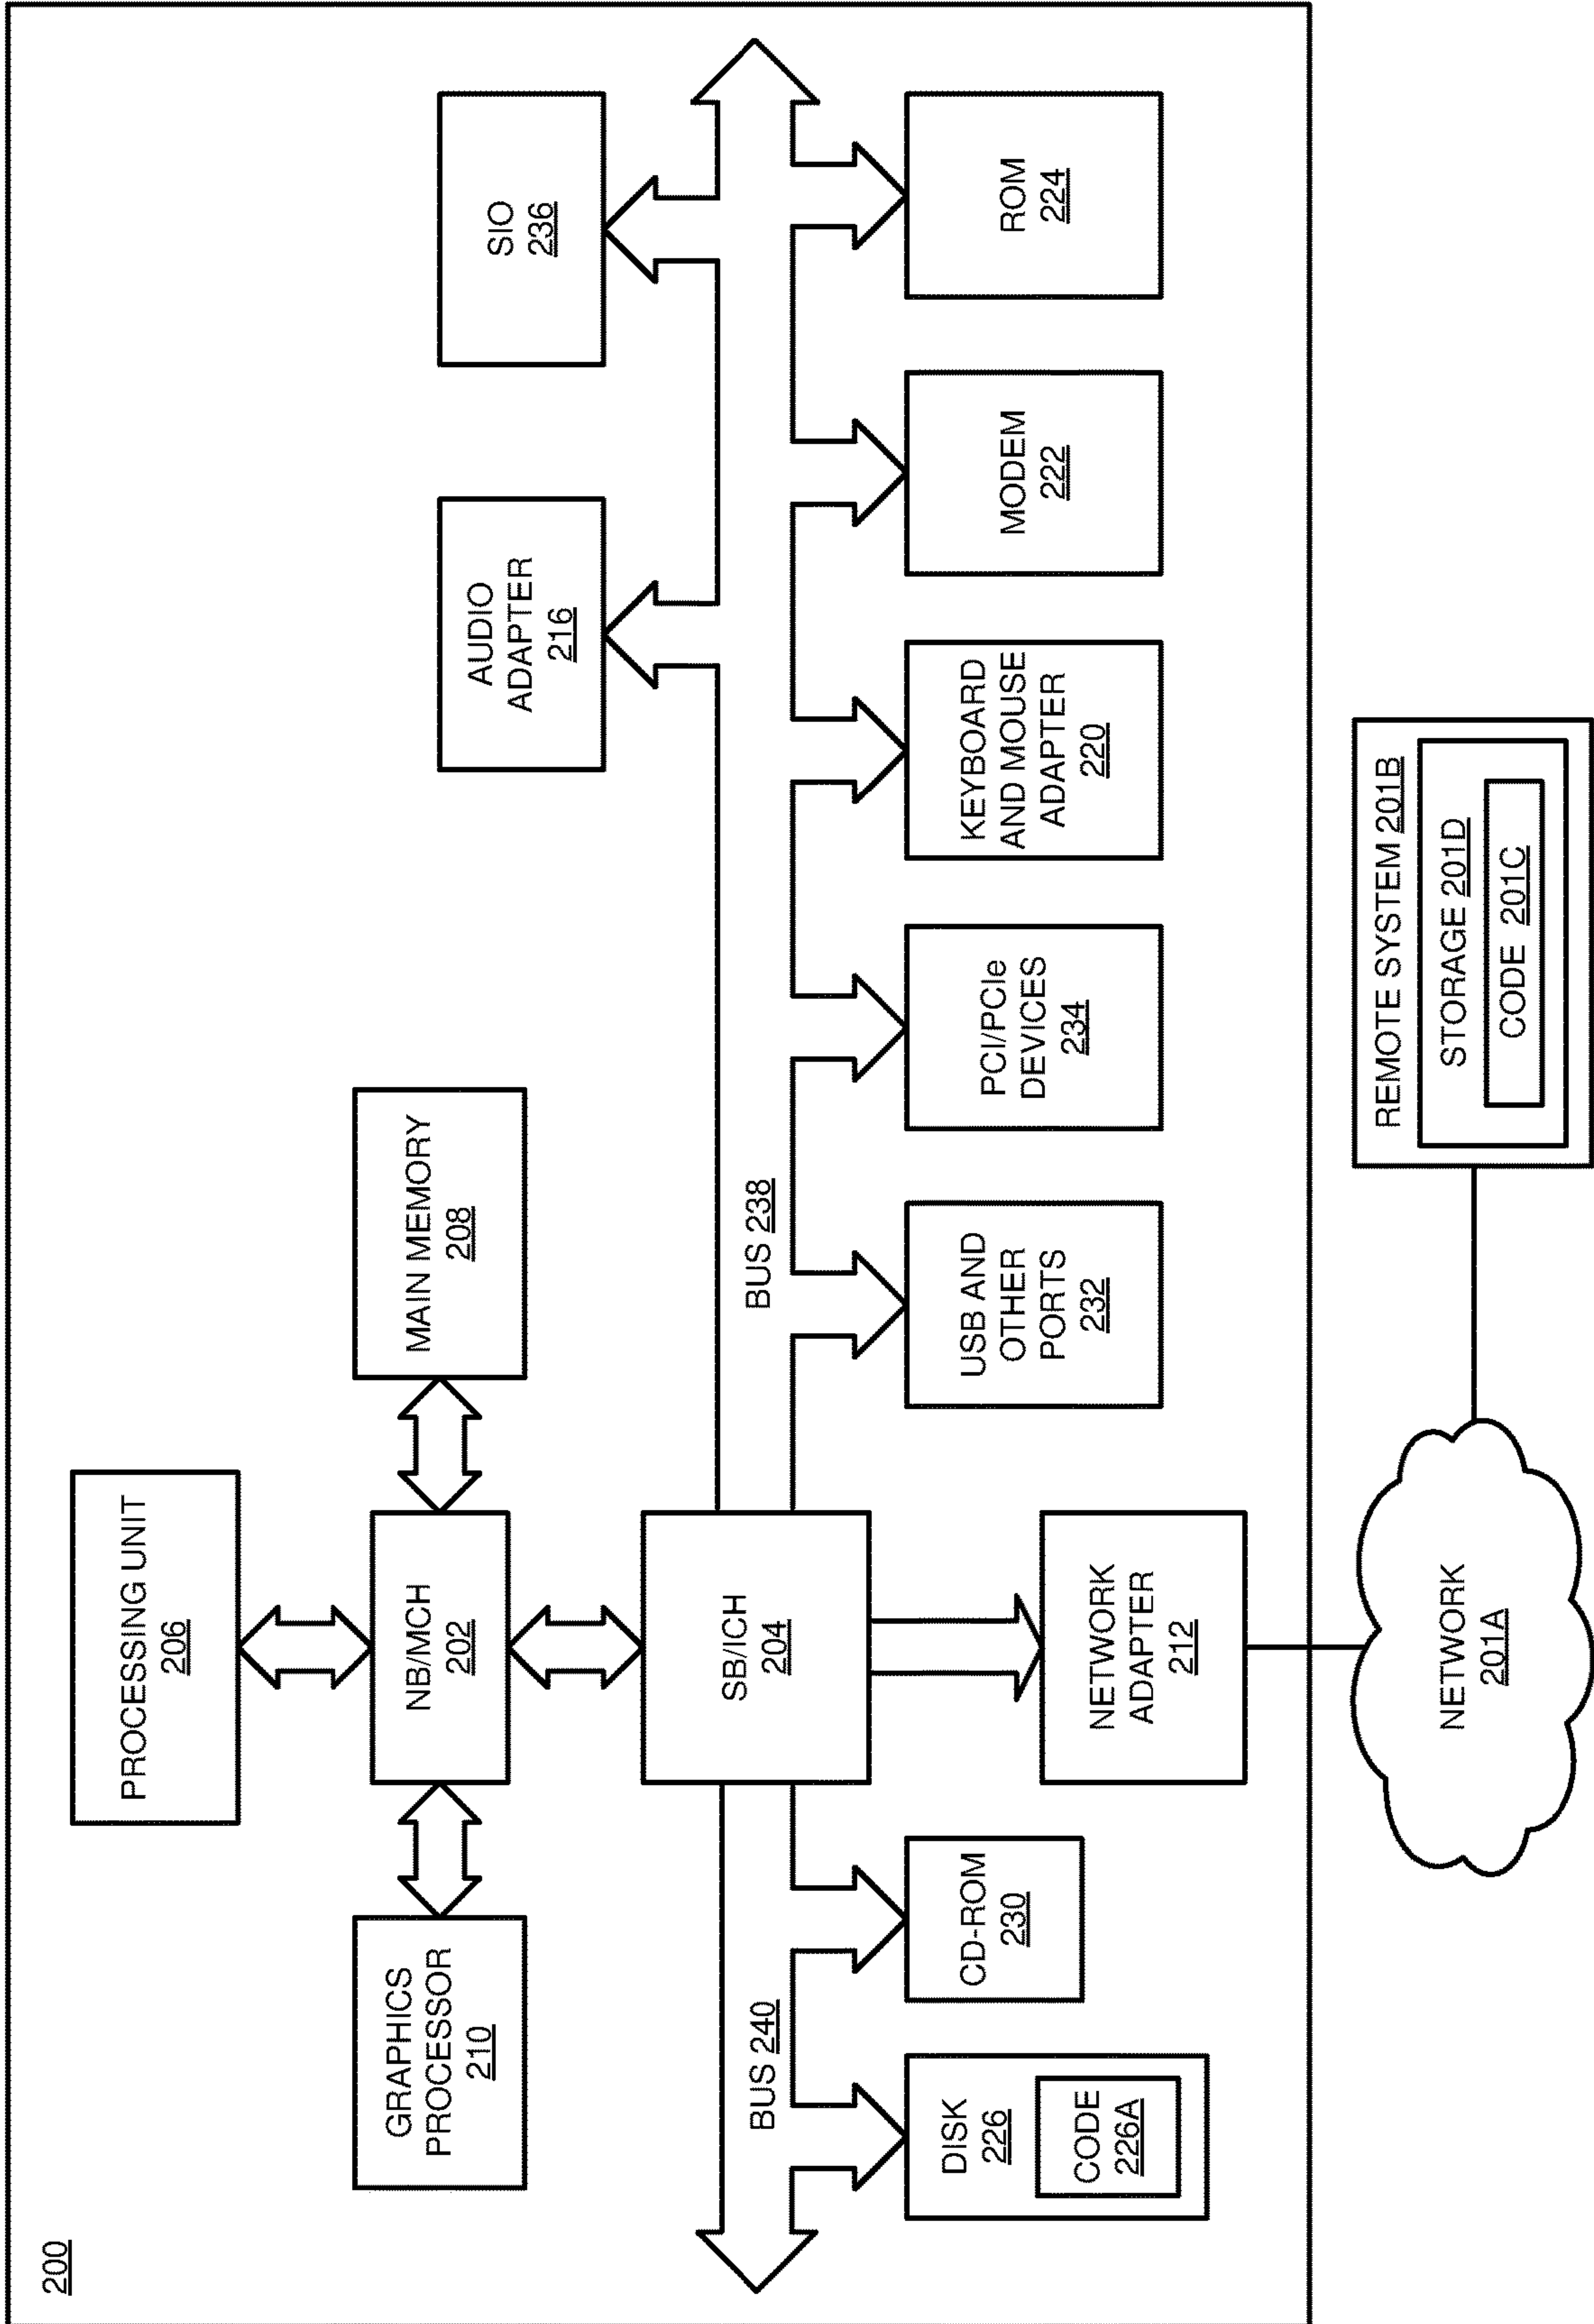 200
PROCESSING UNIT
206
GRAPHICS
PROCESSOR
210
NB/MCH
202
MAIN MEMORY
208
AUDIO
ADAPTER
216
SIO
236
SB/ICH
204
BUS 240
BUS 238
DISK
226
CODE
226A
CD-ROM
230
NETWORK
ADAPTER
212
USB AND
OTHER
PORTS
232
PCI/PCIe
DEVICES
234
KEYBOARD
AND MOUSE
ADAPTER
220
MODEM
222
ROM
224
NETWORK
201A
REMOTE SYSTEM 201B
STORAGE 201D
CODE 201C